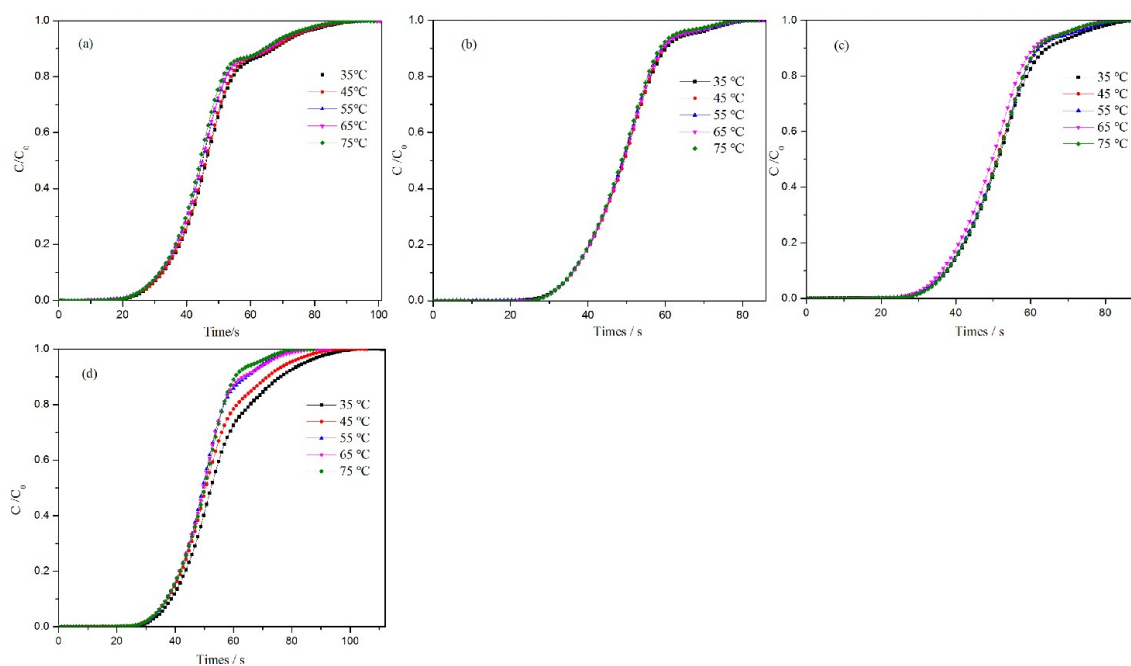 1.0
0.8
0.6
0.4
0.2
0.0
C/C₀
(a)
35°C
45°C
55°C
65°C
75°C
0 20 40 60 80 100
Time/s
1.0
0.8
0.6
0.4
0.2
0.0
C /C₀
(b)
35 °C
45 °C
55 °C
65 °C
75 °C
0 20 40 60 80
Times / s
1.0
0.8
0.6
0.4
0.2
0.0
C /C₀
(c)
35 °C
45 °C
55 °C
65 °C
75 °C
0 20 40 60 80
Times / s
1.0
0.8
0.6
0.4
0.2
0.0
C /C₀
(d)
35 °C
45 °C
55 °C
65 °C
75 °C
0 20 40 60 80 100
Times / s